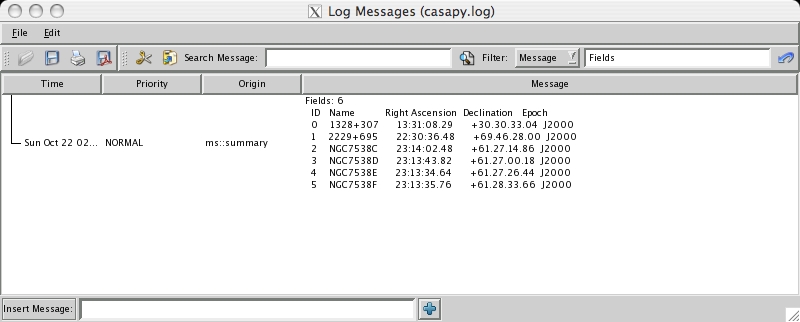 Log Messages (casapy.log)
File Edit
Search Message: Filter: Message Fields
Time Priority Origin Message
Fields: 6
ID Name Right Ascension Declination Epoch
0 1328+307 13:31:08.29 +30.30.33.04 J2000
1 2229+695 22:30:36.48 +69.46.28.00 J2000
Sun Oct 22 02... NORMAL ms::summary
2 NGC7538C 23:14:02.48 +61.27.14.86 J2000
3 NGC7538D 23:13:43.82 +61.27.00.18 J2000
4 NGC7538E 23:13:34.64 +61.27.26.44 J2000
5 NGC7538F 23:13:35.76 +61.28.33.66 J2000
Insert Message: